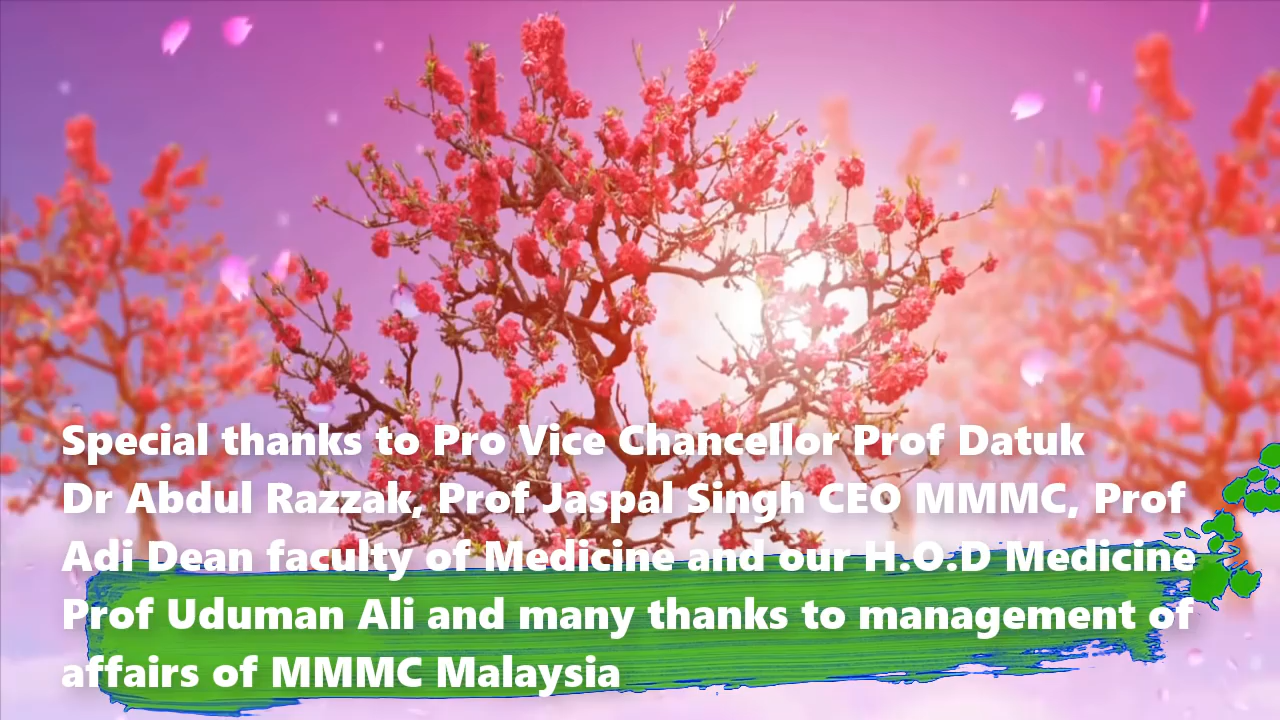 Special thanks to Pro Vice Chancellor Prof Datuk
Dr Abdul Razzak, Prof Jaspal Singh CEO MMMC, Prof
Adi Dean faculty of Medicine and our H.O.D Medicine
Prof Uduman Ali and many thanks to management of
affairs of MMMC Malaysia